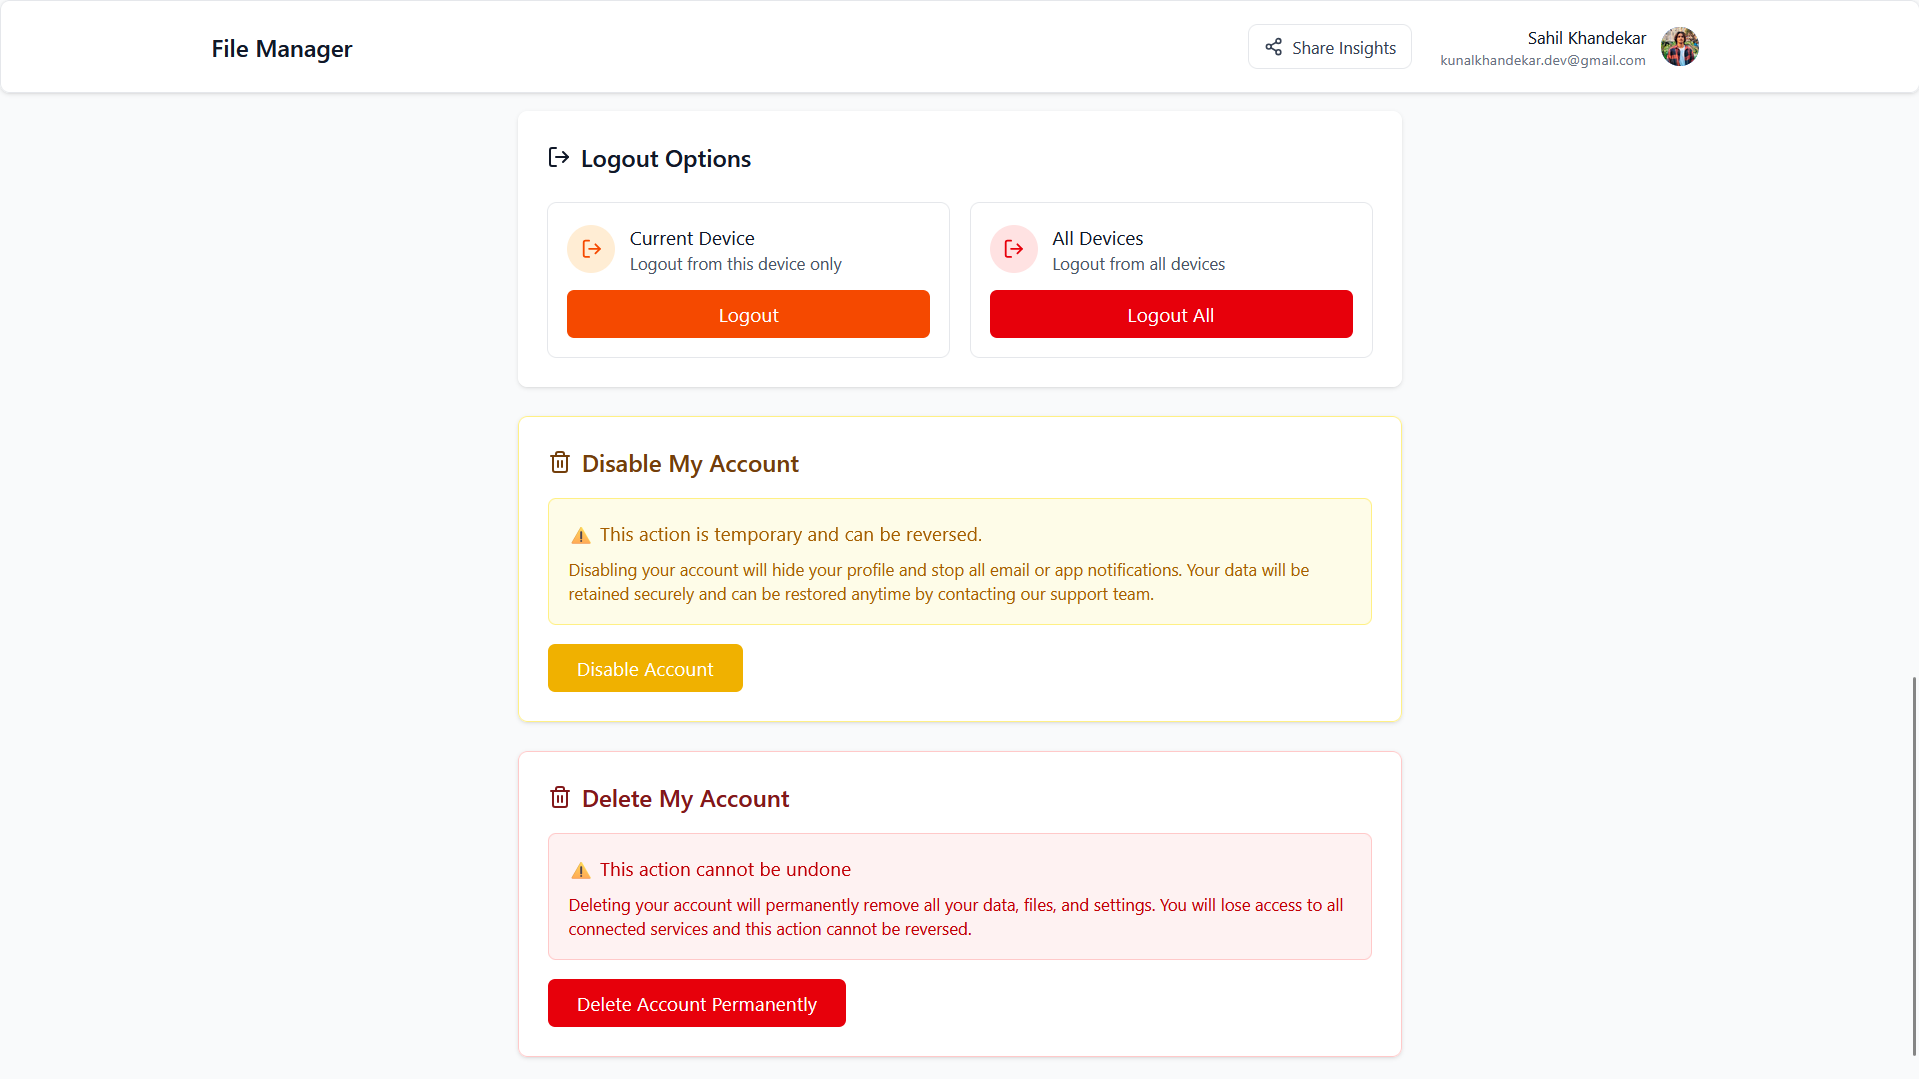 File Manager
Share Insights
Sahil Khandekar
kunalkhandekar.dev@gmail.com
Logout Options
Current Device
Logout from this device only
Logout
All Devices
Logout from all devices
Logout All
Disable My Account
This action is temporary and can be reversed.
Disabling your account will hide your profile and stop all email or app notifications. Your data will be
retained securely and can be restored anytime by contacting our support team.
Disable Account
Delete My Account
This action cannot be undone
Deleting your account will permanently remove all your data, files, and settings. You will lose access to all
connected services and this action cannot be reversed.
Delete Account Permanently